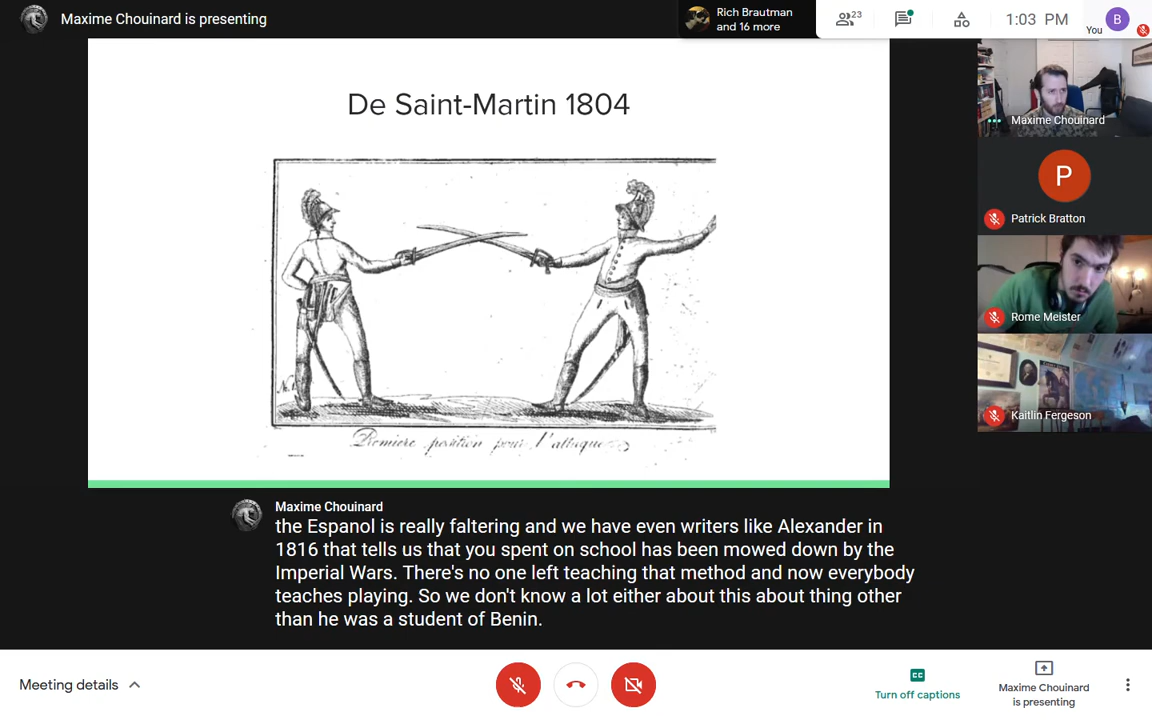 Maxime Chouinard is presenting
Rich Brautman
and 16 more
23
1:03 PM
You
B
De Saint-Martin 1804
Premiere position pour l'attaque
Maxime Chouinard
P
Patrick Bratton
Rome Meister
Kaitlin Fergeson
Maxime Chouinard
the Espanol is really faltering and we have even writers like Alexander in
1816 that tells us that you spent on school has been mowed down by the
Imperial Wars. There's no one left teaching that method and now everybody
teaches playing. So we don't know a lot either about this about thing other
than he was a student of Benin.
Meeting details
CC
Turn off captions
Maxime Chouinard
is presenting